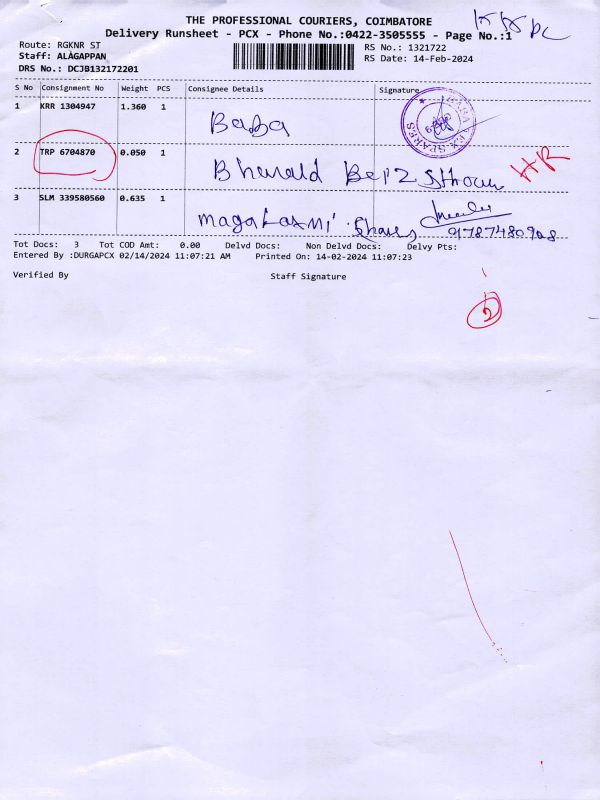 THE PROFESSIONAL COURIERS, COIMBATORE
Delivery Runsheet - PCX - Phone No.:0422-3505555 - Page No.:1
Route: RGKNR ST
RS No.: 1321722
Staff: ALAGAPPAN
RS Date: 14-Feb-2024
DRS No.: DCJB132172201
S No Consignment No Weight PCS Consignee Details Signature
1 KRR 1304947 1.360 1 Baba
2 TRP 6704870 0.050 1 HR
3 SLM 339580560 0.635 1
Tot Docs: 3 Tot COD Amt: 0.00 Delvd Docs: Non Delvd Docs: Delvy Pts:
Entered By :DURGAPCX 02/14/2024 11:07:21 AM Printed On: 14-02-2024 11:07:23
Verified By Staff Signature
2